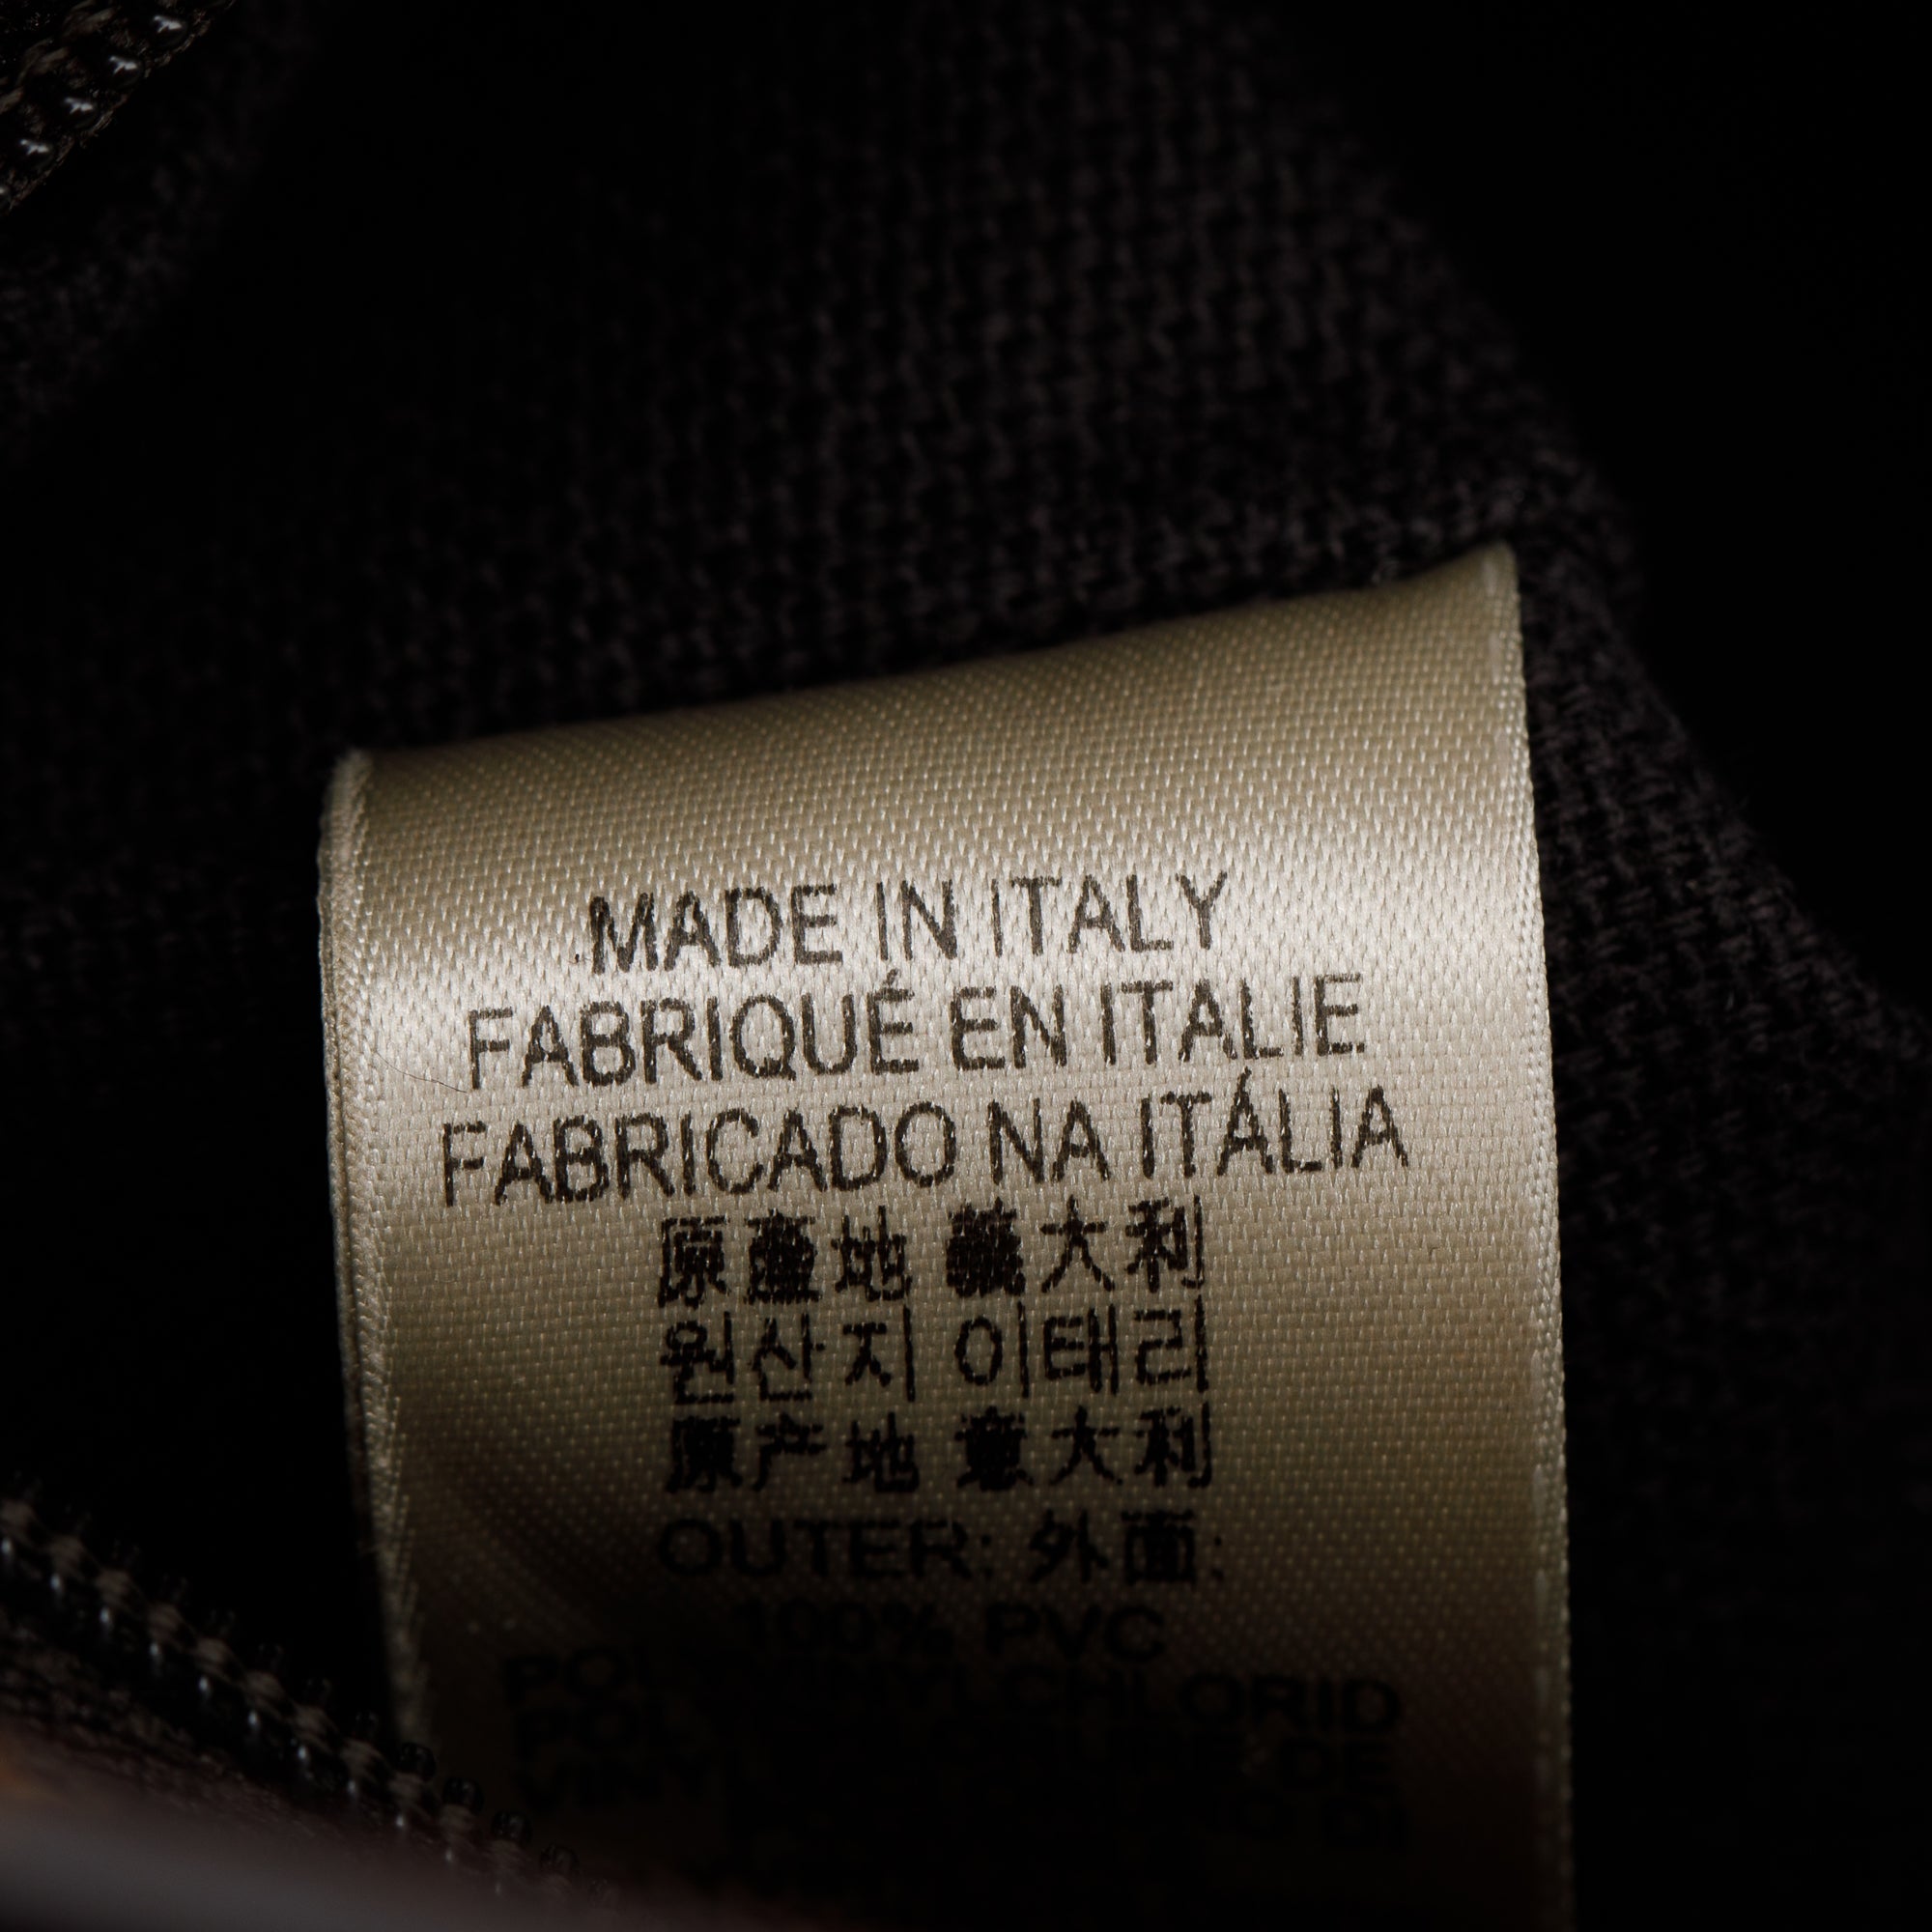 MADE IN ITALY
FABRIQUÉ EN ITALIE
FABRICADO NA ITÁLIA
原產地 義大利
원산지 이태리
原产地 意大利
OUTER: 外面:
100% PVC